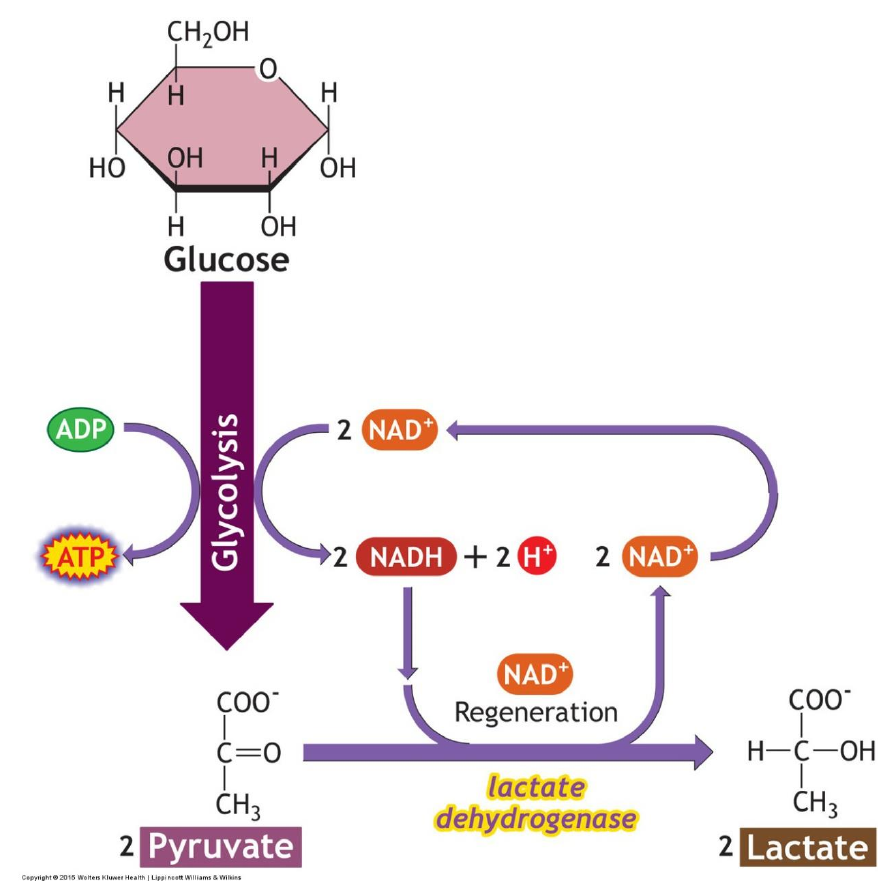 CH₂OH
O
H
H
H
HO
OH
H
OH
H
OH
Glucose
Glycolysis
ADP
ATP
2 NAD⁺
2 NADH + 2 H⁺
2 NAD⁺
NAD⁺
Regeneration
COO⁻
C=O
CH₃
2 Pyruvate
lactate
dehydrogenase
COO⁻
H—C—OH
CH₃
2 Lactate
Copyright © 2015 Wolters Kluwer Health | Lippincott Williams & Wilkins